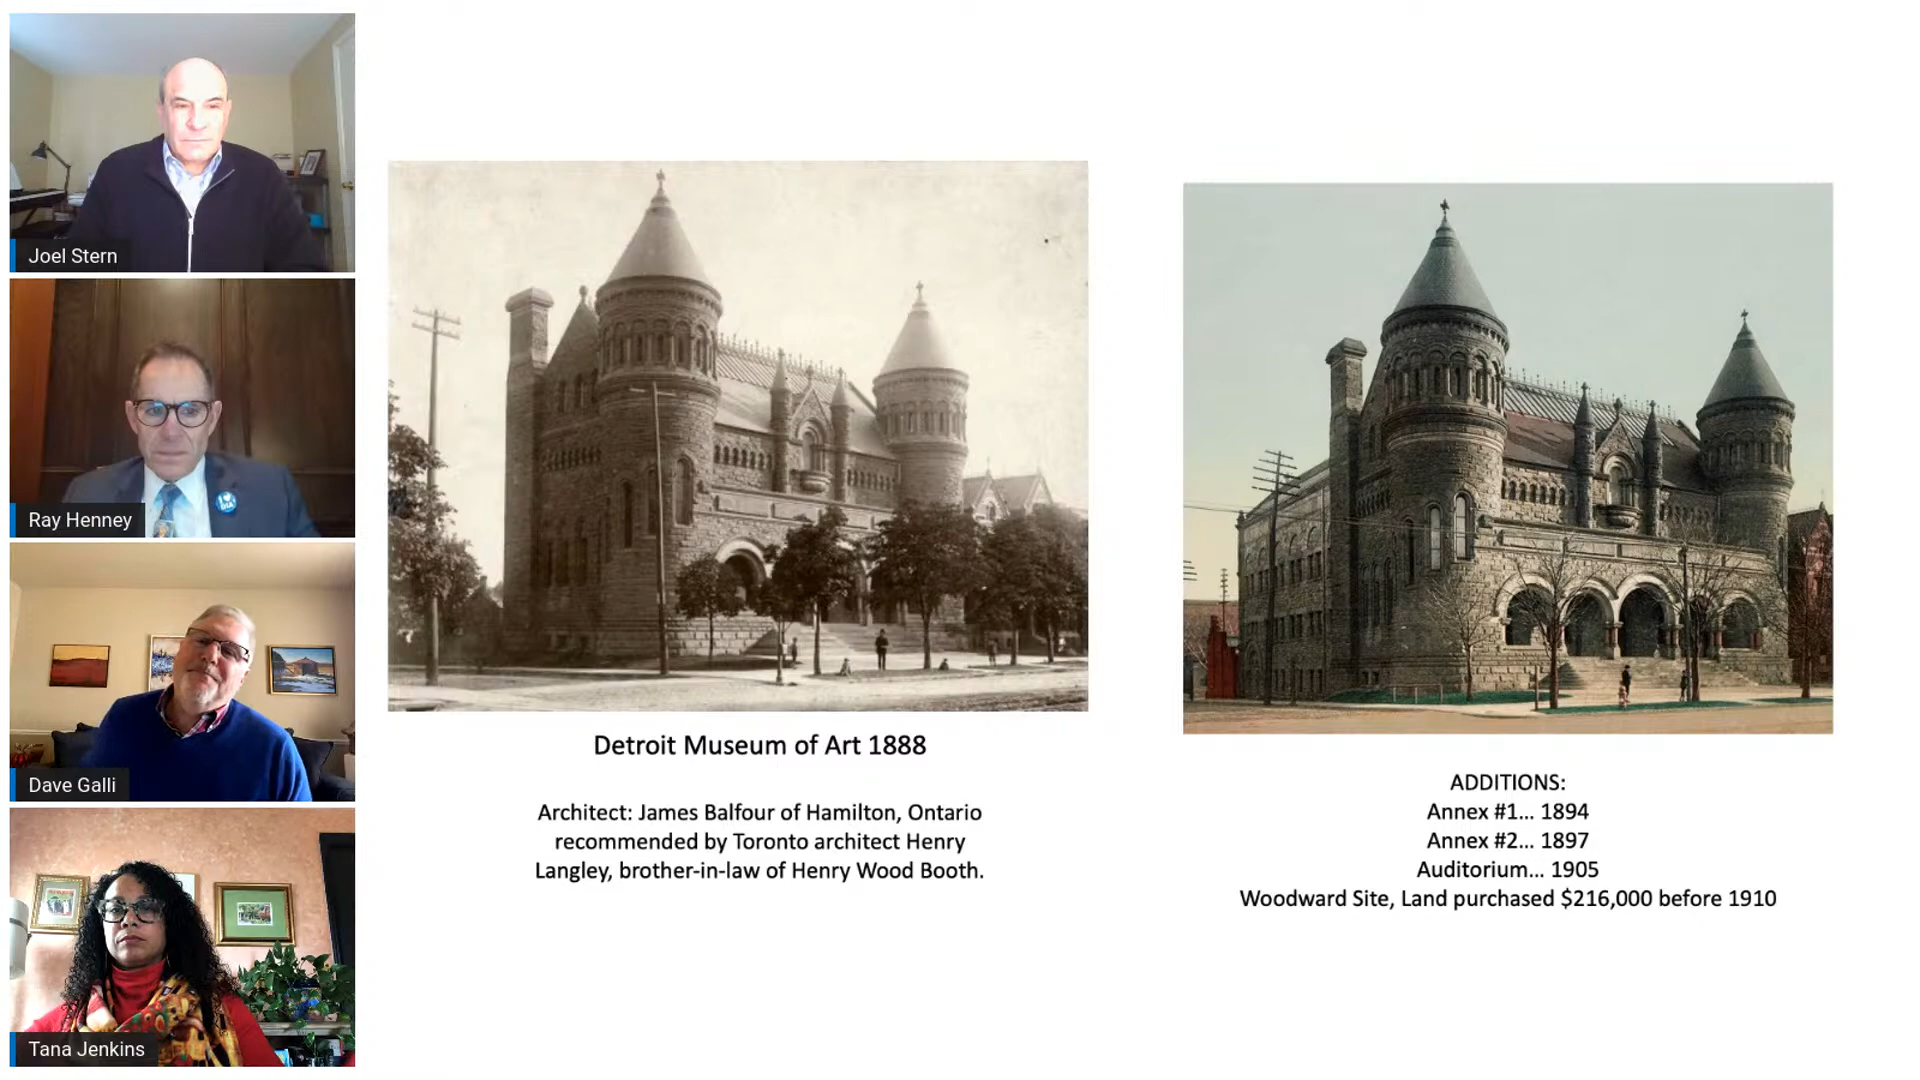 Joel Stern
Ray Henney
Dave Galli
Tana Jenkins
Detroit Museum of Art 1888
Architect: James Balfour of Hamilton, Ontario
recommended by Toronto architect Henry
Langley, brother-in-law of Henry Wood Booth.
ADDITIONS:
Annex #1... 1894
Annex #2... 1897
Auditorium... 1905
Woodward Site, Land purchased $216,000 before 1910